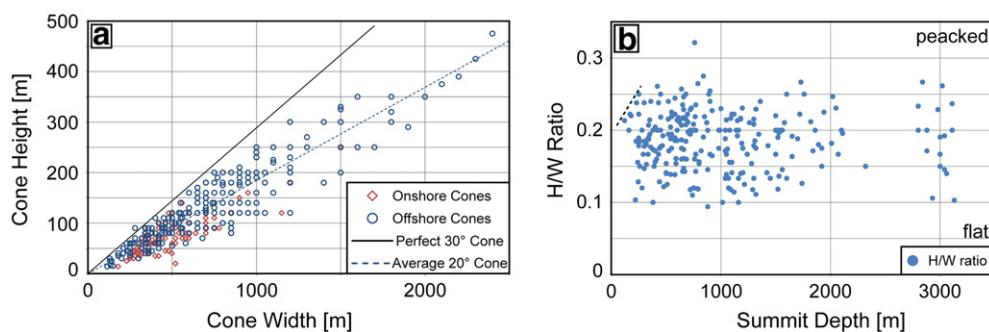 a
Cone Height [m]
500
400
300
200
100
0
0
1000
2000
Cone Width [m]
Onshore Cones
Offshore Cones
Perfect 30° Cone
Average 20° Cone
b
peacked
H/W Ratio
0.3
0.2
0.1
0
0
1000
2000
3000
Summit Depth [m]
flat
H/W ratio